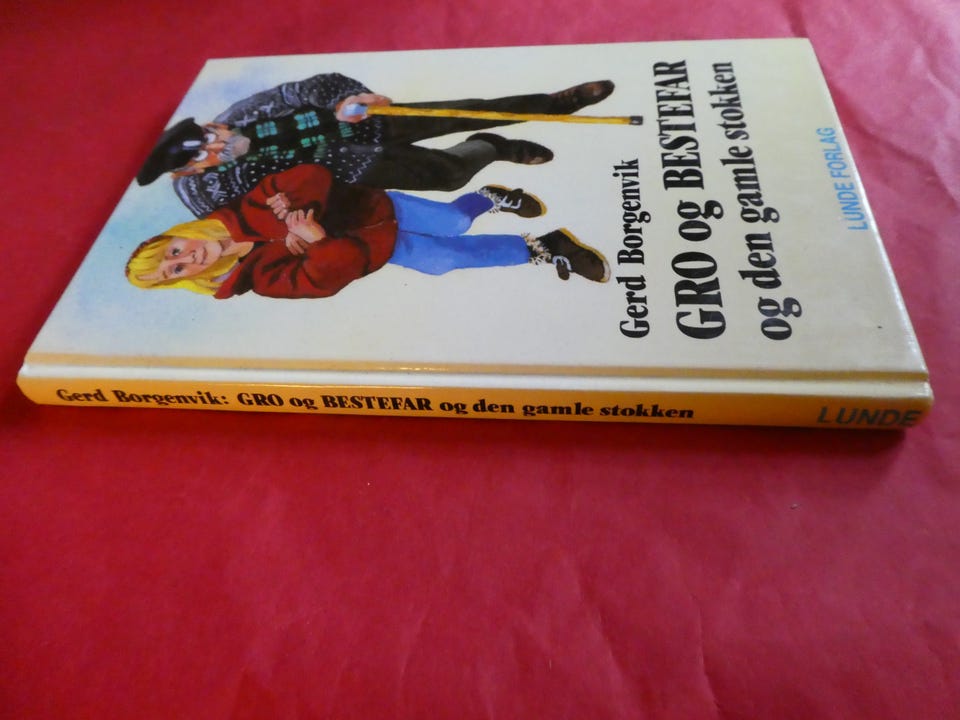 Gerd Borgenvik
GRO og BESTEFAR
og den gamle stokken
LUNDE FORLAG
Gerd Borgenvik: GRO og BESTEFAR og den gamle stokken LUNDE